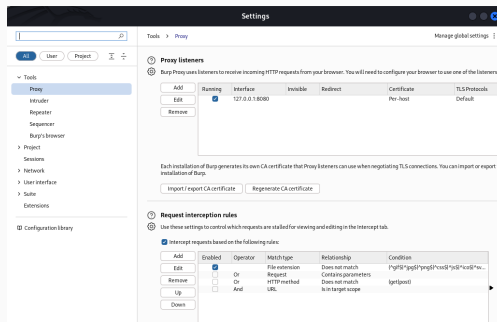 Settings
Tools > Proxy
Manage global settings
All
User
Project
Tools
Proxy
Intruder
Repeater
Sequencer
Burp's browser
Project
Sessions
Network
User interface
Suite
Extensions
Configuration library
Proxy listeners
Burp Proxy uses listeners to receive incoming HTTP requests from your browser. You will need to configure your browser to use one of the listeners
Add
Edit
Remove
Running Interface Invisible Redirect Certificate TLS Protocols
127.0.0.1:8080 Per-host Default
Each installation of Burp generates its own CA certificate that Proxy listeners can use when negotiating TLS connections. You can import or export
installation of Burp.
Import / export CA certificate
Regenerate CA certificate
Request interception rules
Use these settings to control which requests are stalled for viewing and editing in the Intercept tab.
Intercept requests based on the following rules:
Add
Edit
Remove
Up
Down
Enabled Operator Match type Relationship Condition
File extension Does not match (^gif$|^jpg$|^png$|^css$|^js$|^ico$|^sv...
Or Request Contains parameters
Or HTTP method Does not match (get|post)
And URL Is in target scope